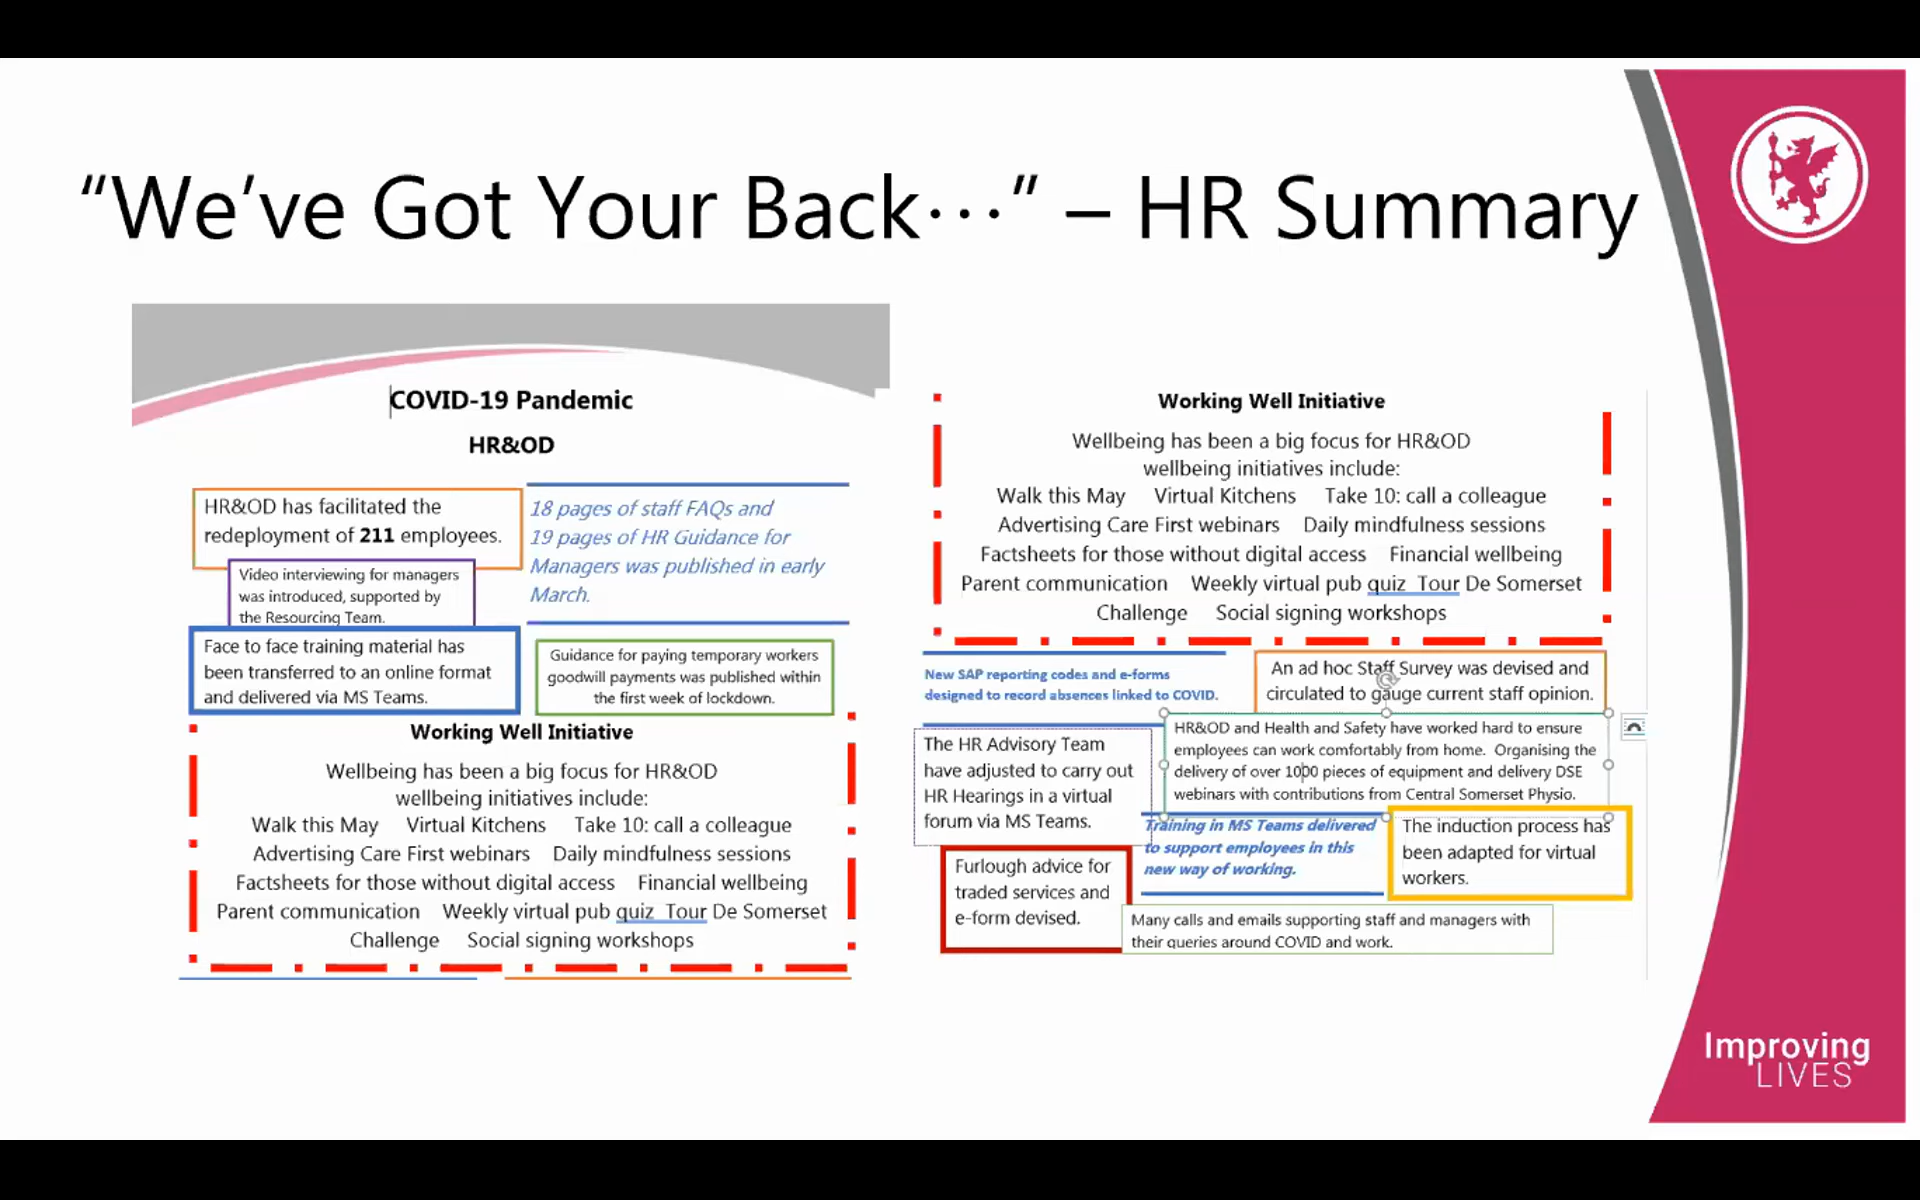 “We’ve Got Your Back…” – HR Summary
COVID-19 Pandemic
HR&OD
HR&OD has facilitated the
redeployment of 211 employees.
18 pages of staff FAQs and
19 pages of HR Guidance for
Managers was published in early
March.
Video interviewing for managers
was introduced, supported by
the Resourcing Team.
Face to face training material has
been transferred to an online format
and delivered via MS Teams.
Guidance for paying temporary workers
goodwill payments was published within
the first week of lockdown.
Working Well Initiative
Wellbeing has been a big focus for HR&OD
wellbeing initiatives include:
Walk this May Virtual Kitchens Take 10: call a colleague
Advertising Care First webinars Daily mindfulness sessions
Factsheets for those without digital access Financial wellbeing
Parent communication Weekly virtual pub quiz Tour De Somerset
Challenge Social signing workshops
Working Well Initiative
Wellbeing has been a big focus for HR&OD
wellbeing initiatives include:
Walk this May Virtual Kitchens Take 10: call a colleague
Advertising Care First webinars Daily mindfulness sessions
Factsheets for those without digital access Financial wellbeing
Parent communication Weekly virtual pub quiz Tour De Somerset
Challenge Social signing workshops
New SAP reporting codes and e-forms
designed to record absences linked to COVID.
An ad hoc Staff Survey was devised and
circulated to gauge current staff opinion.
The HR Advisory Team
have adjusted to carry out
HR Hearings in a virtual
forum via MS Teams.
HR&OD and Health and Safety have worked hard to ensure
employees can work comfortably from home. Organising the
delivery of over 1000 pieces of equipment and delivery DSE
webinars with contributions from Central Somerset Physio.
Training in MS Teams delivered
to support employees in this
new way of working.
The induction process has
been adapted for virtual
workers.
Furlough advice for
traded services and
e-form devised.
Many calls and emails supporting staff and managers with
their queries around COVID and work.
Improving
LIVES